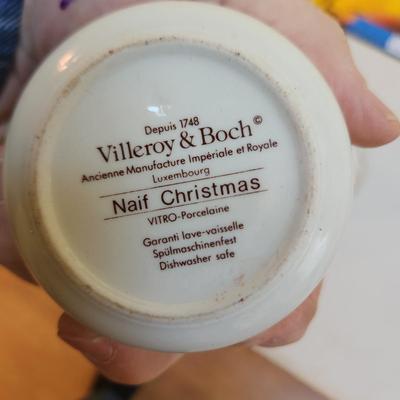 Depuis 1748
Villeroy & Boch©
Ancienne Manufacture Impériale et Royale
Luxembourg
Naif Christmas
VITRO-Porcelaine
Garanti lave-vaisselle
Spülmaschinenfest
Dishwasher safe